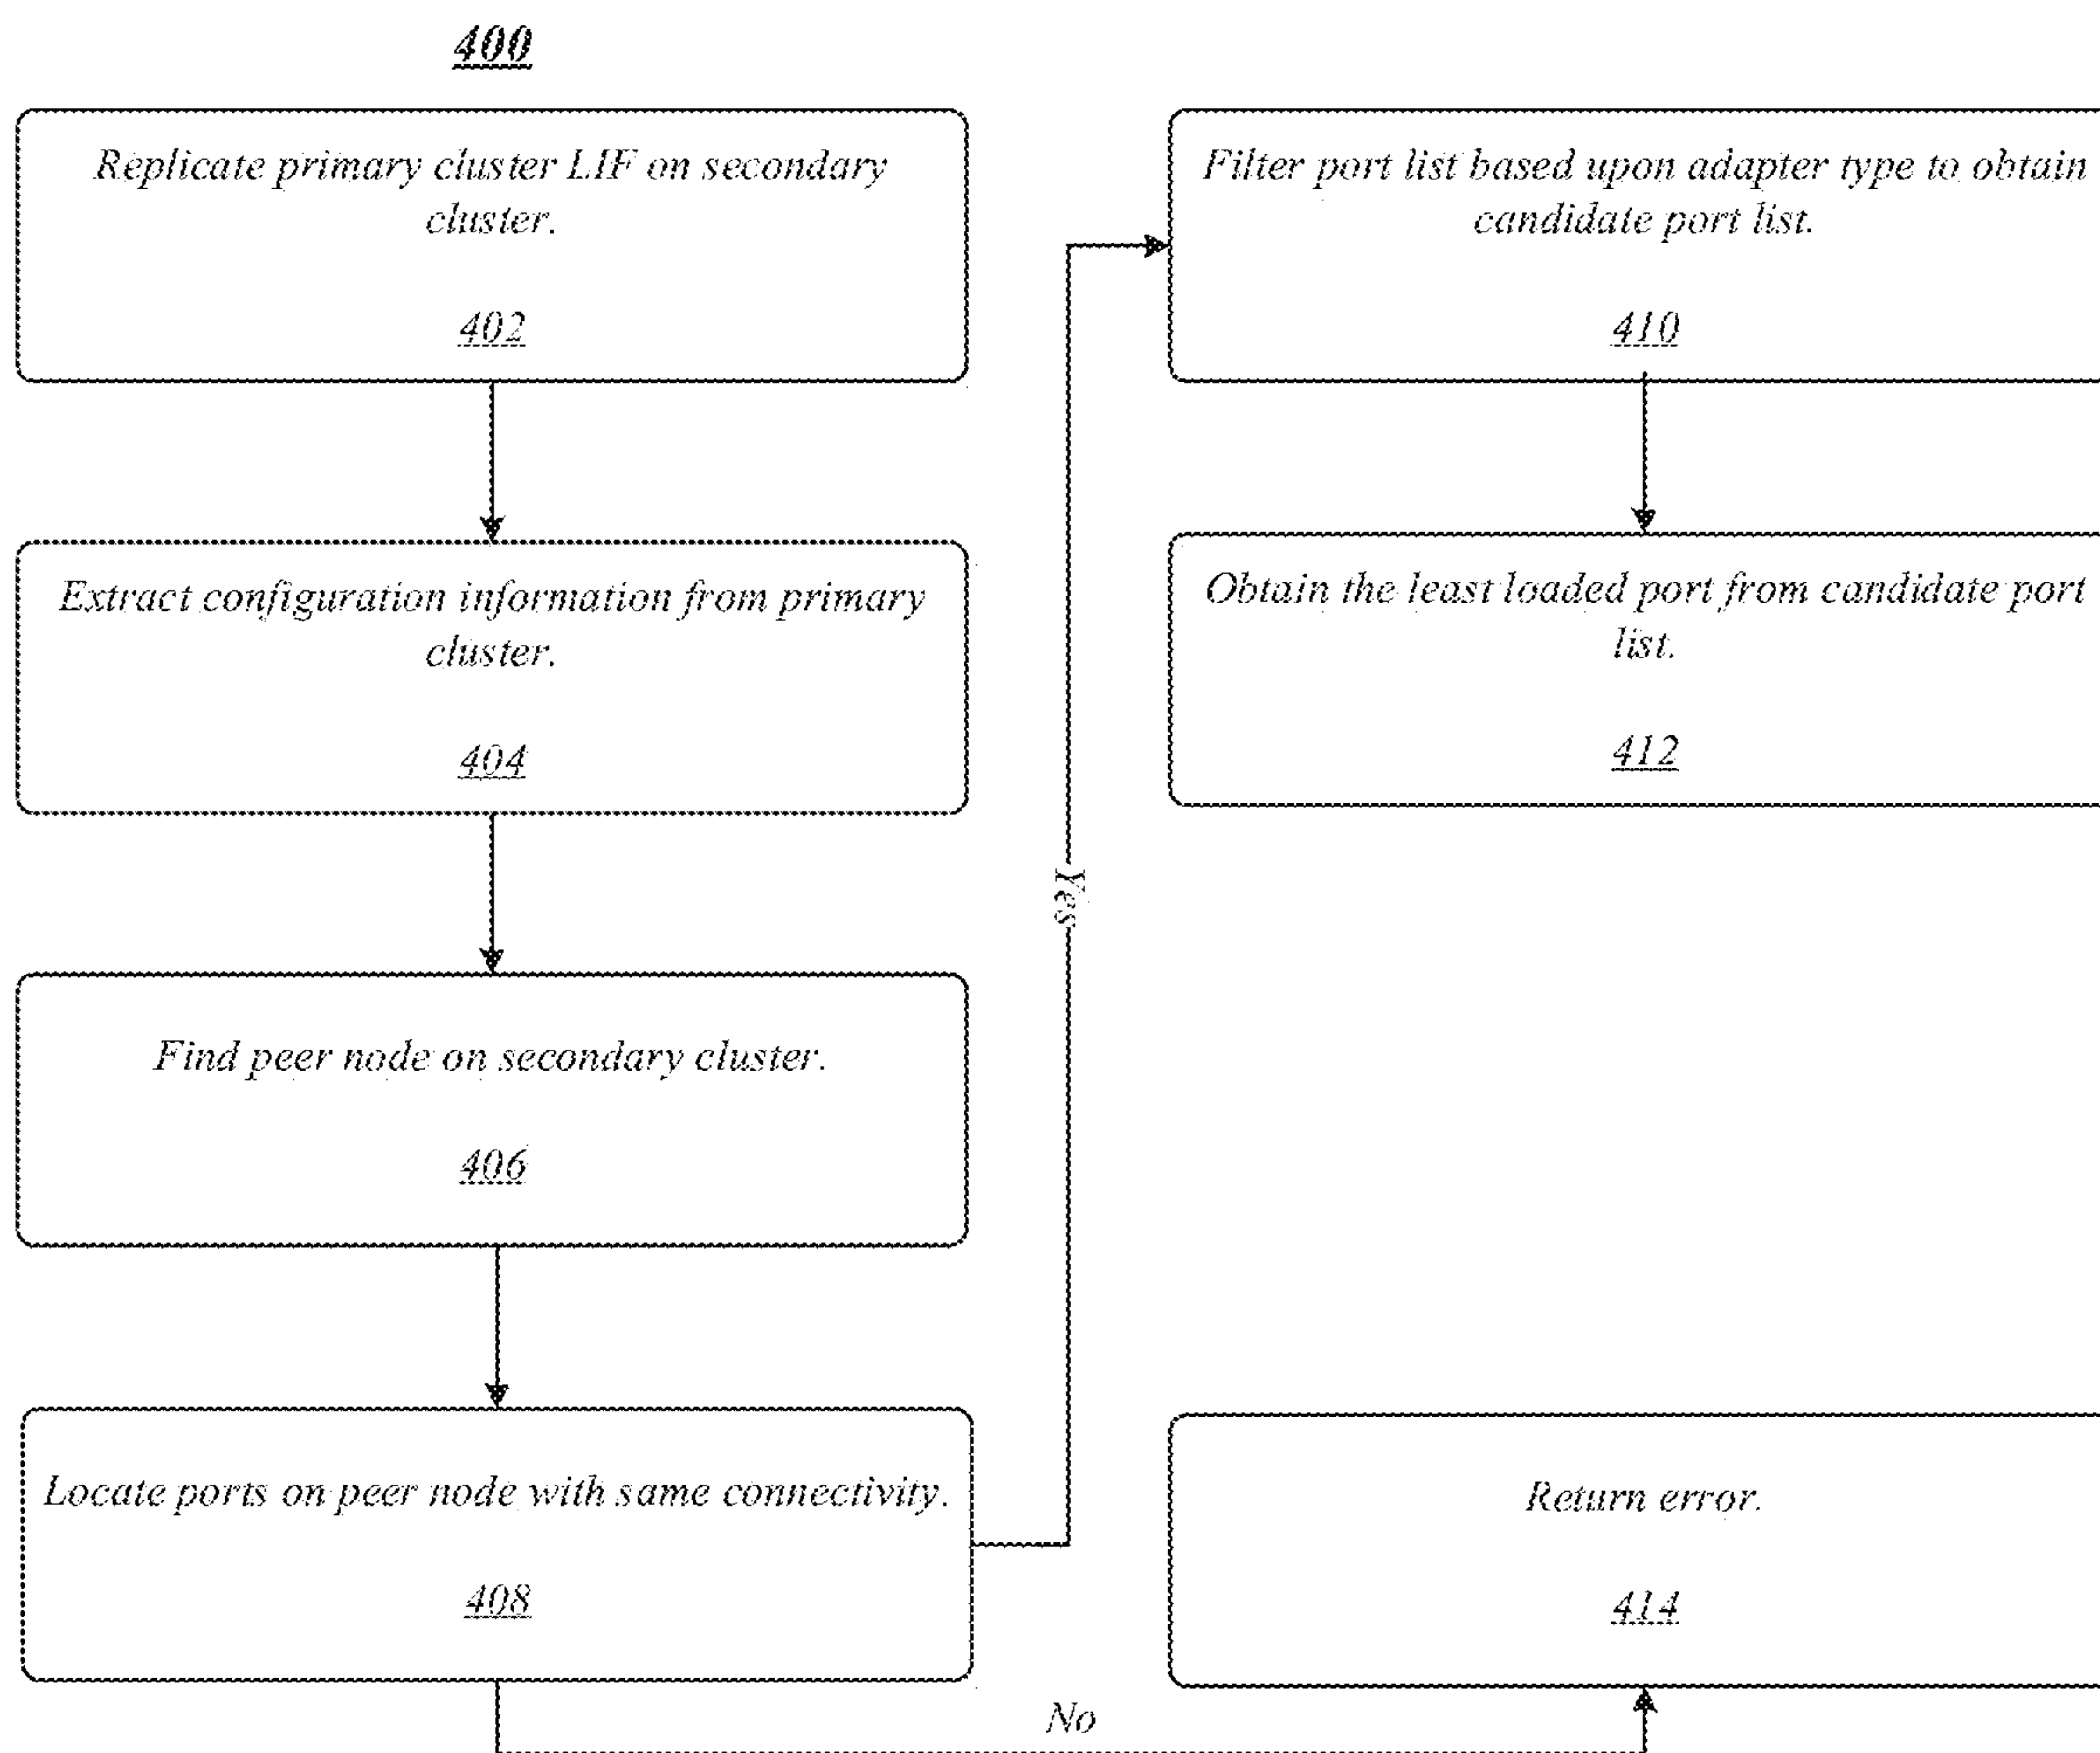 400
Replicate primary cluster LIF on secondary
cluster.
402
Extract configuration information from primary
cluster.
404
Find peer node on secondary cluster.
406
Locate ports on peer node with same connectivity.
408
Yes
No
Filter port list based upon adapter type to obtain
candidate port list.
410
Obtain the least loaded port from candidate port
list.
412
Return error.
414